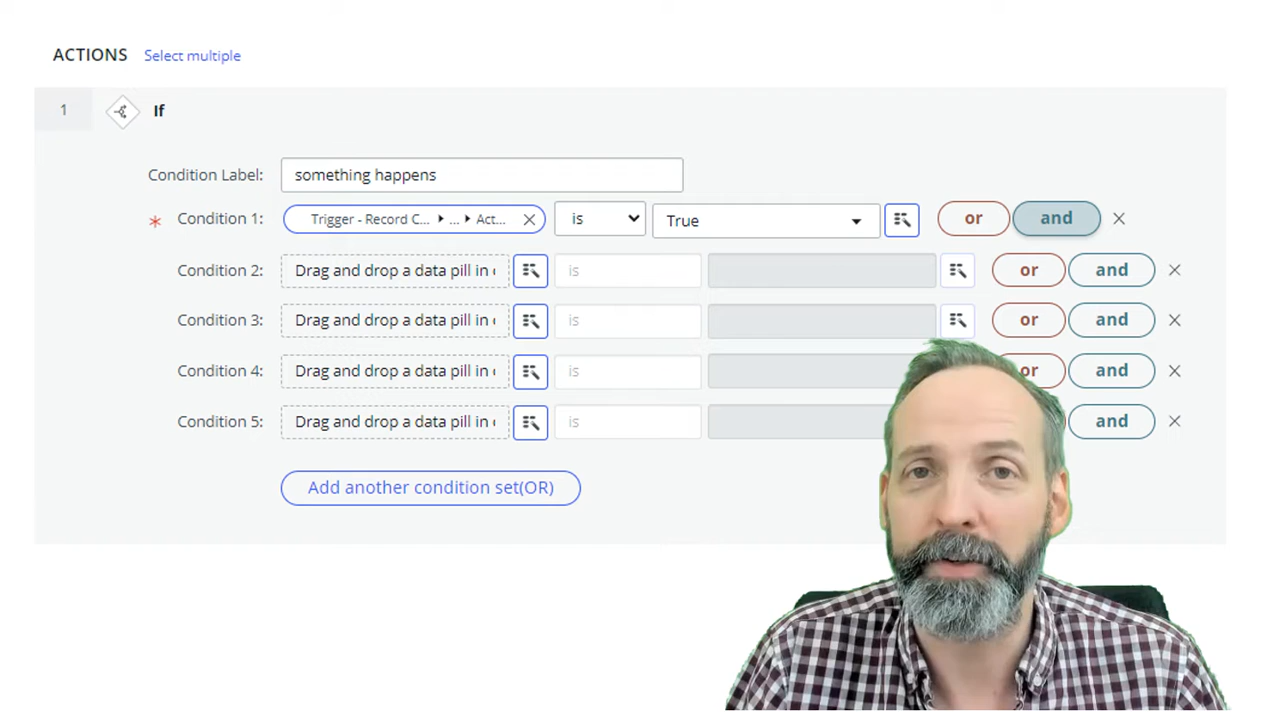 ACTIONS Select multiple
1 If
Condition Label: something happens
* Condition 1: Trigger - Record C... ... Act... is True or and
Condition 2: Drag and drop a data pill in is or and
Condition 3: Drag and drop a data pill in is or and
Condition 4: Drag and drop a data pill in is or and
Condition 5: Drag and drop a data pill in is and
Add another condition set(OR)